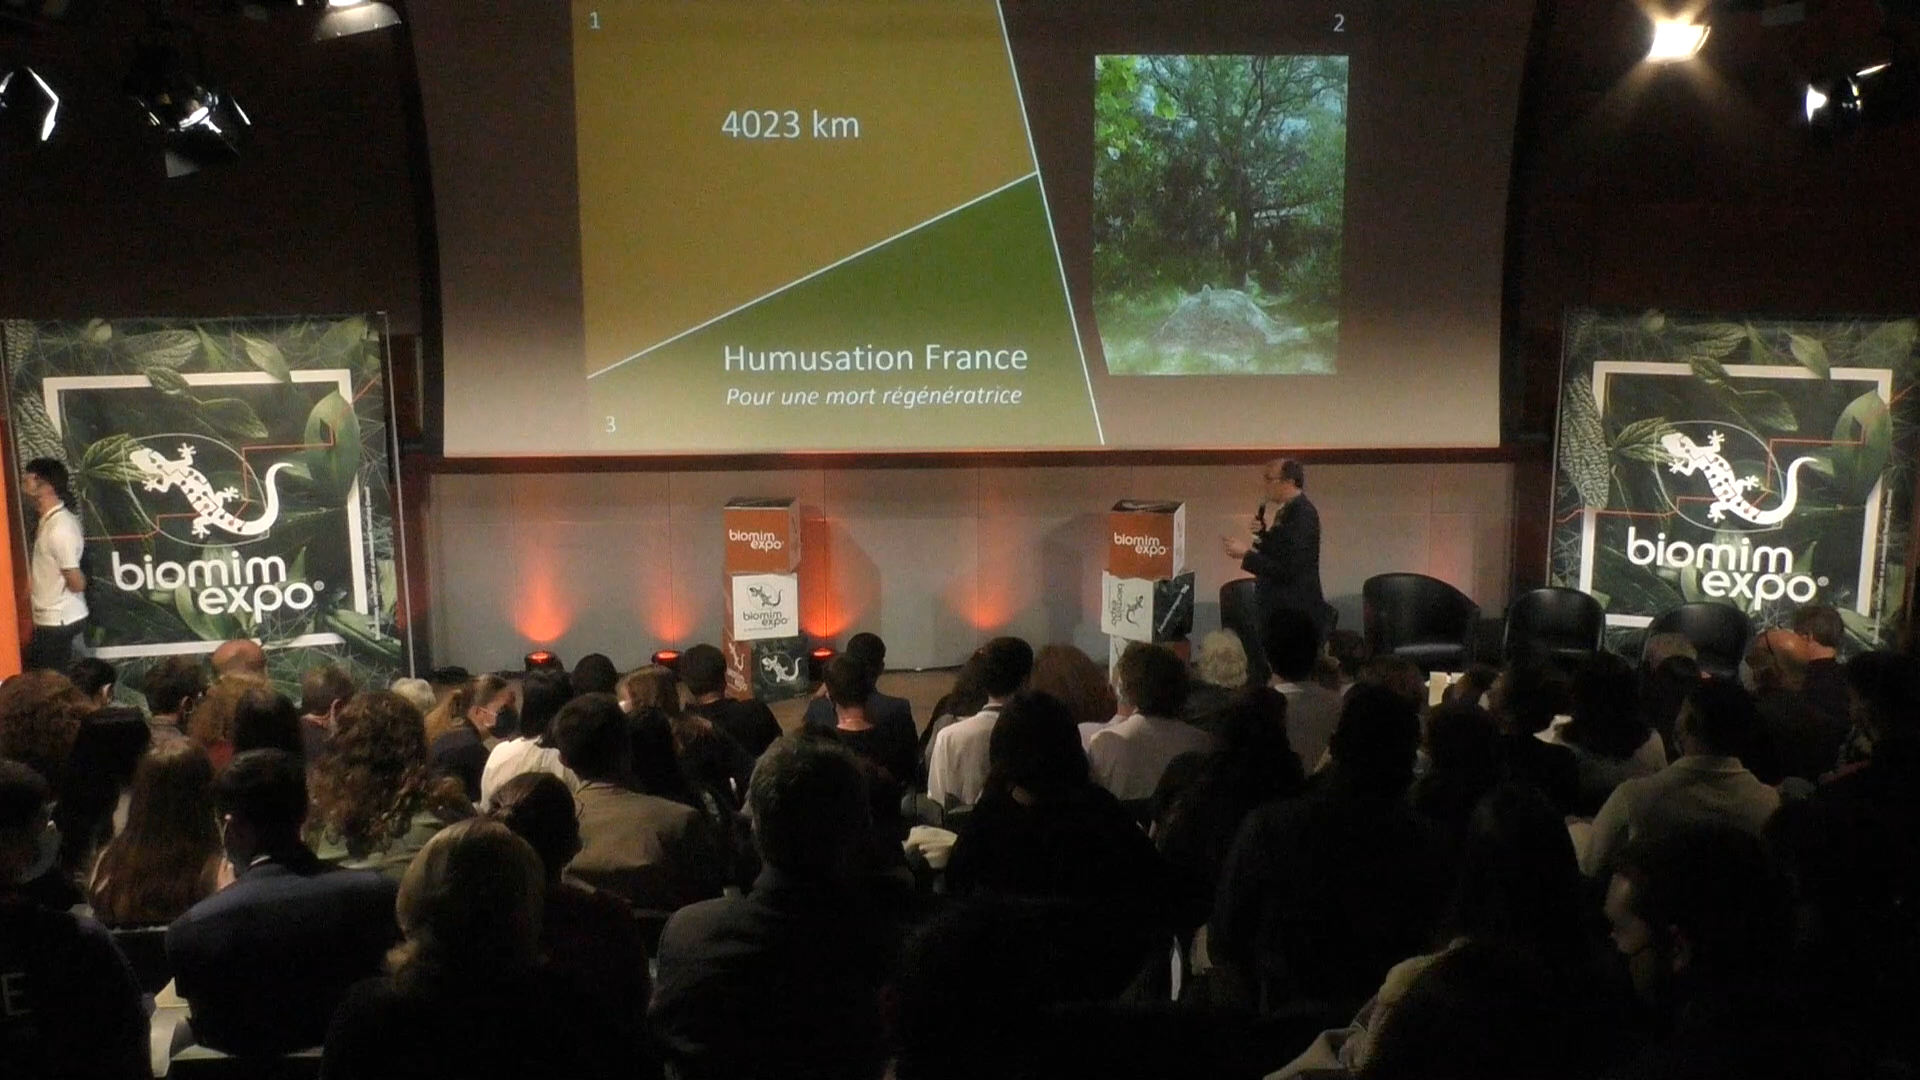 1
2
4023 km
Humusation France
Pour une mort régénératrice
3
biomim
expo®
biomim
expo®
biomim
expo®
biomim
expo®
biomim
expo®
E